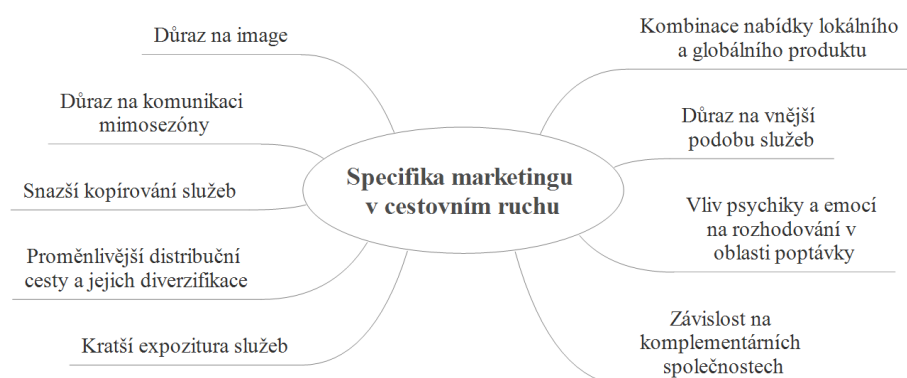 Důraz na image
Důraz na komunikaci
mimosezóny
Snazší kopírování služeb
Proměnlivější distribuční
cesty a jejich diverzifikace
Kratší expozitura služeb
Specifika marketingu
v cestovním ruchu
Kombinace nabídky lokálního
a globálního produktu
Důraz na vnější
podobu služeb
Vliv psychiky a emocí
na rozhodování v
oblasti poptávky
Závislost na
komplementárních
společnostech